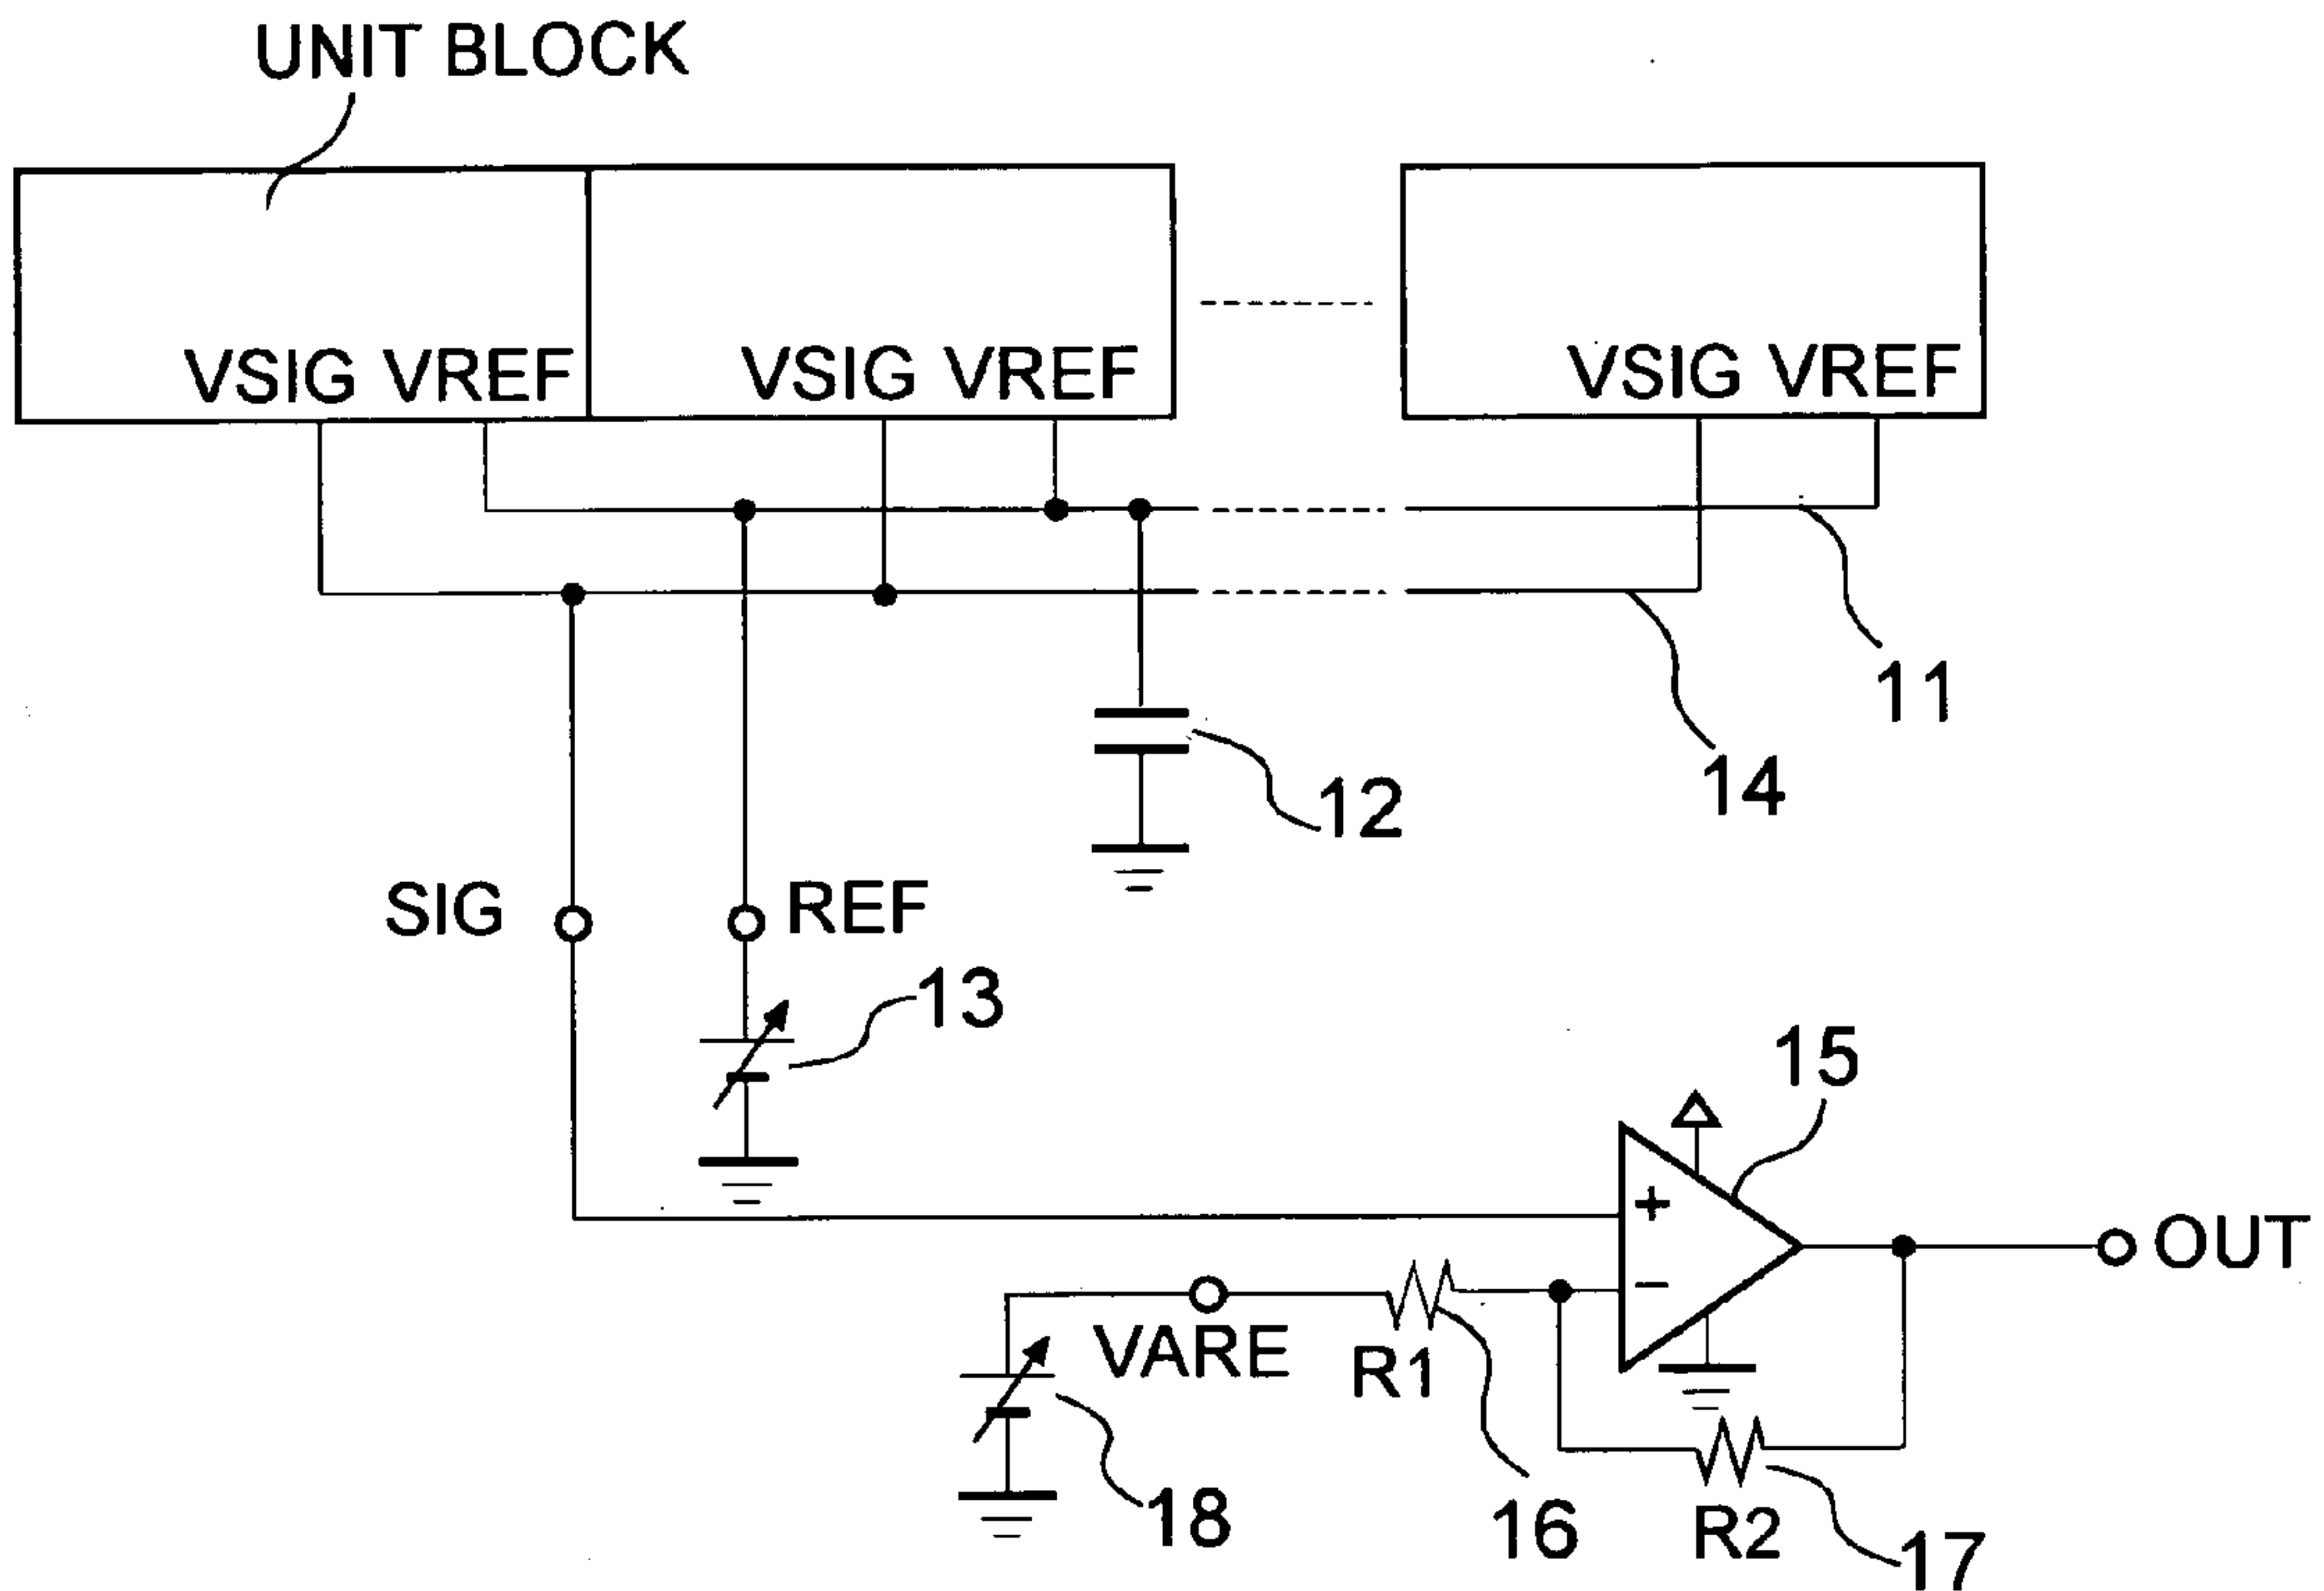 UNIT BLOCK
VSIG VREF
VSIG VREF
VSIG VREF
11
14
12
SIG
REF
13
15
+
OUT
−
VARE
R1
18
16
R2
17